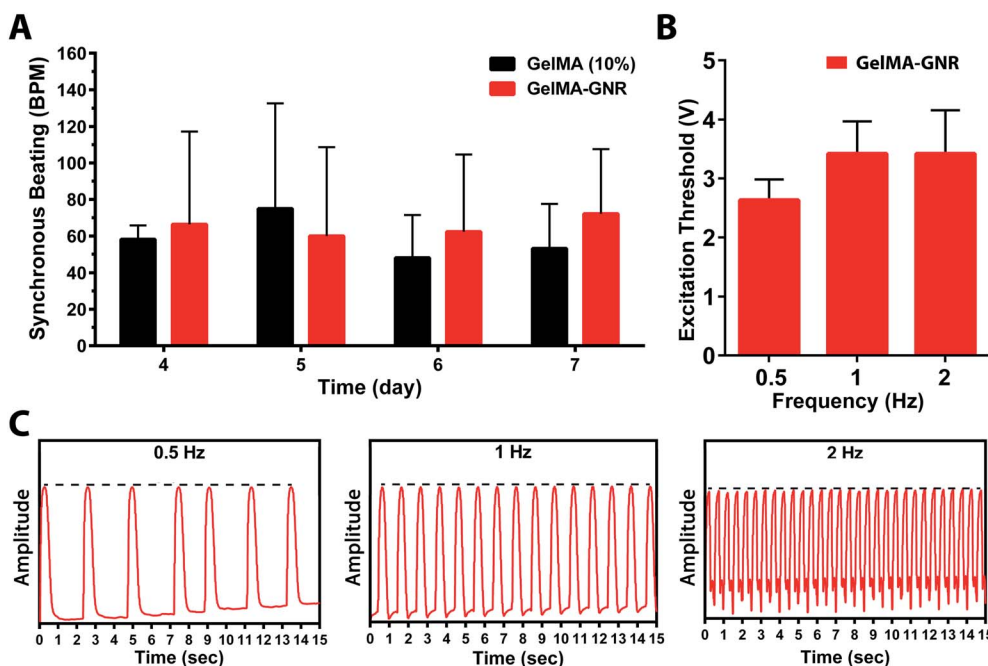 A
Synchronous Beating (BPM)
160
140
120
100
80
60
40
20
0
GelMA (10%)
GelMA-GNR
4 5 6 7
Time (day)
B
Excitation Threshold (V)
5
4
3
2
1
0
GelMA-GNR
0.5 1 2
Frequency (Hz)
C
0.5 Hz
Amplitude
0 1 2 3 4 5 6 7 8 9 10 11 12 13 14 15
Time (sec)
1 Hz
Amplitude
0 1 2 3 4 5 6 7 8 9 10 11 12 13 14 15
Time (sec)
2 Hz
Amplitude
0 1 2 3 4 5 6 7 8 9 10 11 12 13 14 15
Time (sec)